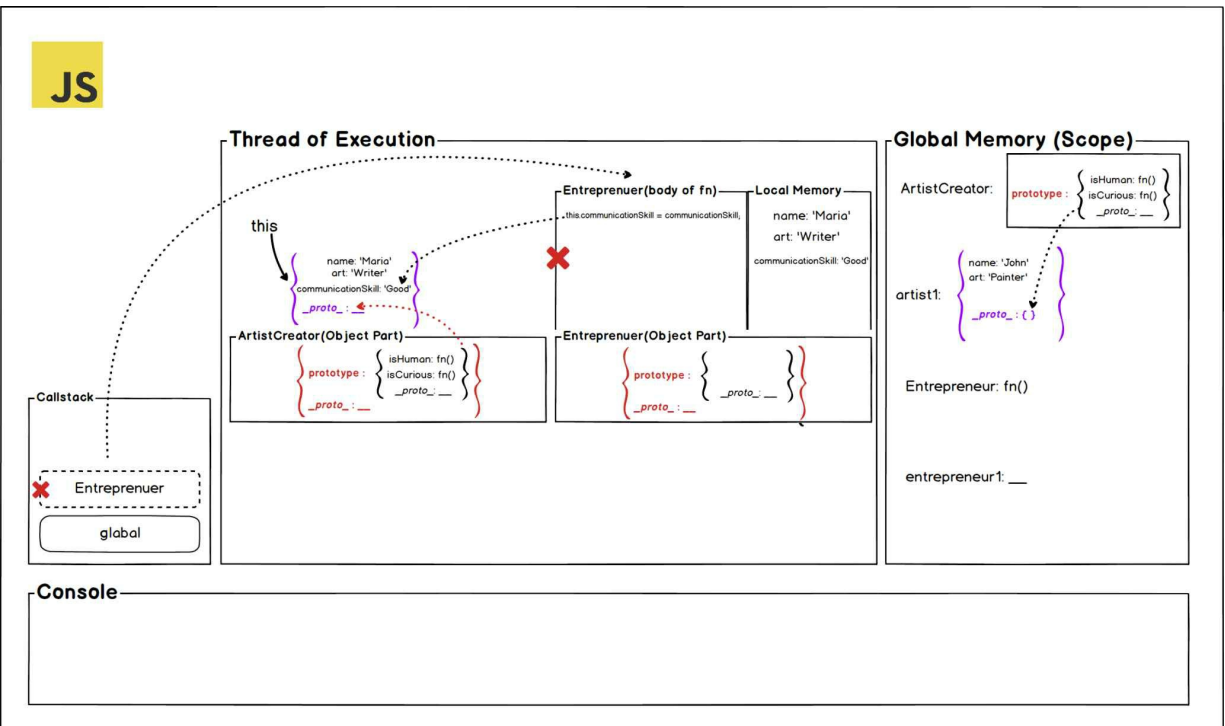 JS
Thread of Execution
Entreprenuer(body of fn)
this.communicationSkill = communicationSkill;
Local Memory
name: 'Maria'
art: 'Writer'
communicationSkill: 'Good'
this
name: 'Maria'
art: 'Writer'
communicationSkill: 'Good'
_proto_ : __
ArtistCreator(Object Part)
prototype :
isHuman: fn()
isCurious: fn()
_proto_: __
_proto_ : __
Entreprenuer(Object Part)
prototype :
_proto_: __
_proto_ : __
Global Memory (Scope)
ArtistCreator:
prototype :
isHuman: fn()
isCurious: fn()
_proto_: __
artist1:
name: 'John'
art: 'Painter'
_proto_ : { }
Entrepreneur: fn()
entrepreneur1: __
Callstack
Entreprenuer
glabal
Console